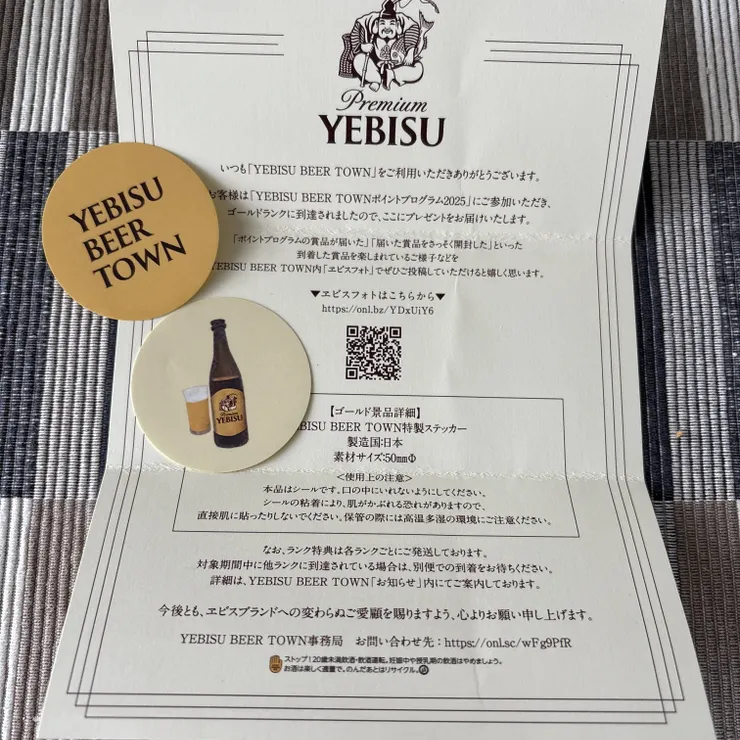 Premium
YEBISU
いつも「YEBISU BEER TOWN」をご利用いただきありがとうございます。
お客様は「YEBISU BEER TOWNポイントプログラム2025」にご参加いただき、
ゴールドランクに到達されましたので、ここにプレゼントをお届けいたします。
「ポイントプログラムの賞品が届いた」「届いた賞品をさっそく開封した」といった
到着した賞品を楽しまれているご様子などを
YEBISU BEER TOWN内「ヱビスフォト」でぜひご投稿していただけると嬉しく思います。
▼ヱビスフォトはこちらから▼
https://onl.bz/YDxUiY6
【ゴールド景品詳細】
BISU BEER TOWN特製ステッカー
製造国:日本
素材サイズ:50mmΦ
<使用上の注意>
本品はシールです。口の中にいれないようにしてください。
シールの粘着により、肌がかぶれる恐れがありますので、
直接肌に貼ったりしないでください。保管の際には高温多湿の環境にご注意ください。
なお、ランク特典は各ランクごとにご発送しております。
対象期間中に他ランクに到達されている場合は、別便での到着をお待ちください。
詳細は、YEBISU BEER TOWN「お知らせ」内にてご案内しております。
今後とも、ヱビスブランドへの変わらぬご愛顧を賜りますよう、心よりお願い申し上げます。
YEBISU BEER TOWN事務局 お問い合わせ先：https://onl.sc/wFg9PfR
ストップ！20歳未満飲酒・飲酒運転。妊娠中や授乳期の飲酒はやめましょう。
お酒は楽しく適量で。のんだあとはリサイクル。
YEBISU
BEER
TOWN
Premium
YEBISU